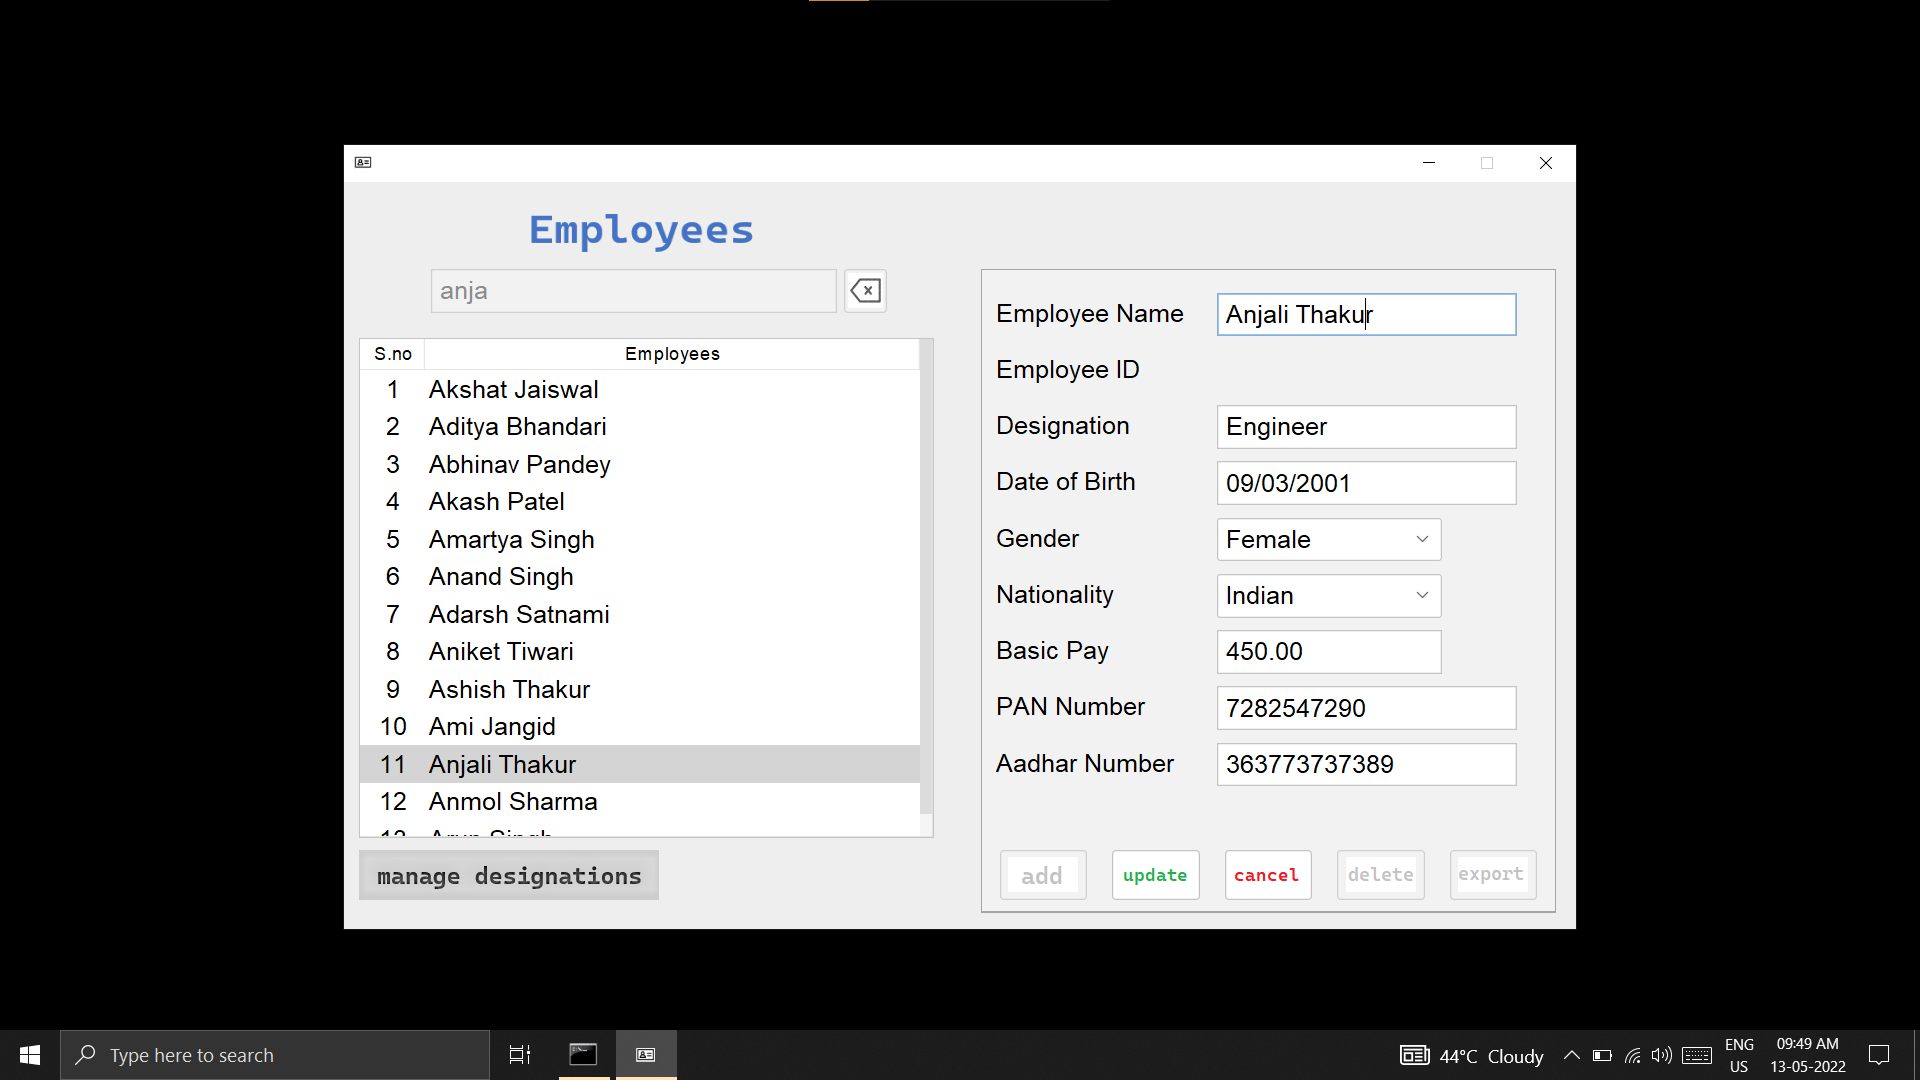 Employees
anja
S.no Employees
1 Akshat Jaiswal
2 Aditya Bhandari
3 Abhinav Pandey
4 Akash Patel
5 Amartya Singh
6 Anand Singh
7 Adarsh Satnami
8 Aniket Tiwari
9 Ashish Thakur
10 Ami Jangid
11 Anjali Thakur
12 Anmol Sharma
manage designations
Employee Name Anjali Thakur
Employee ID
Designation Engineer
Date of Birth 09/03/2001
Gender Female
Nationality Indian
Basic Pay 450.00
PAN Number 7282547290
Aadhar Number 363773737389
add update cancel delete export
Type here to search
44°C Cloudy
ENG
US
09:49 AM
13-05-2022